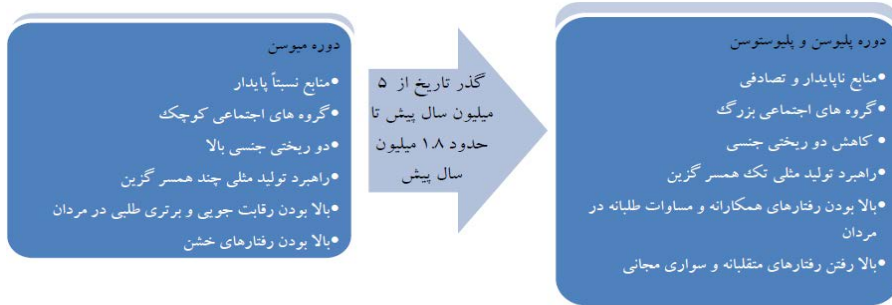 دوره میوسن
•منابع نسبتاً پایدار
•گروه های اجتماعی کوچک
•دو ریختی جنسی بالا
•راهبرد تولید مثلی چند همسر گزین
•بالا بودن رقابت جویی و برتری طلبی در مردان
•بالا بودن رفتارهای خشن
گذر تاریخ از ۵
میلیون سال پیش تا
حدود ۱.۸ میلیون
سال پیش
دوره پلیوسن و پلیوستوسن
•منابع ناپایدار و تصادفی
•گروه های اجتماعی بزرگ
• کاهش دو ریختی جنسی
•راهبرد تولید مثلی تک همسر گزین
•بالا بودن رفتارهای همکارانه و مساوات طلبانه در
مردان
•بالا رفتن رفتارهای متقلبانه و سواری مجانی